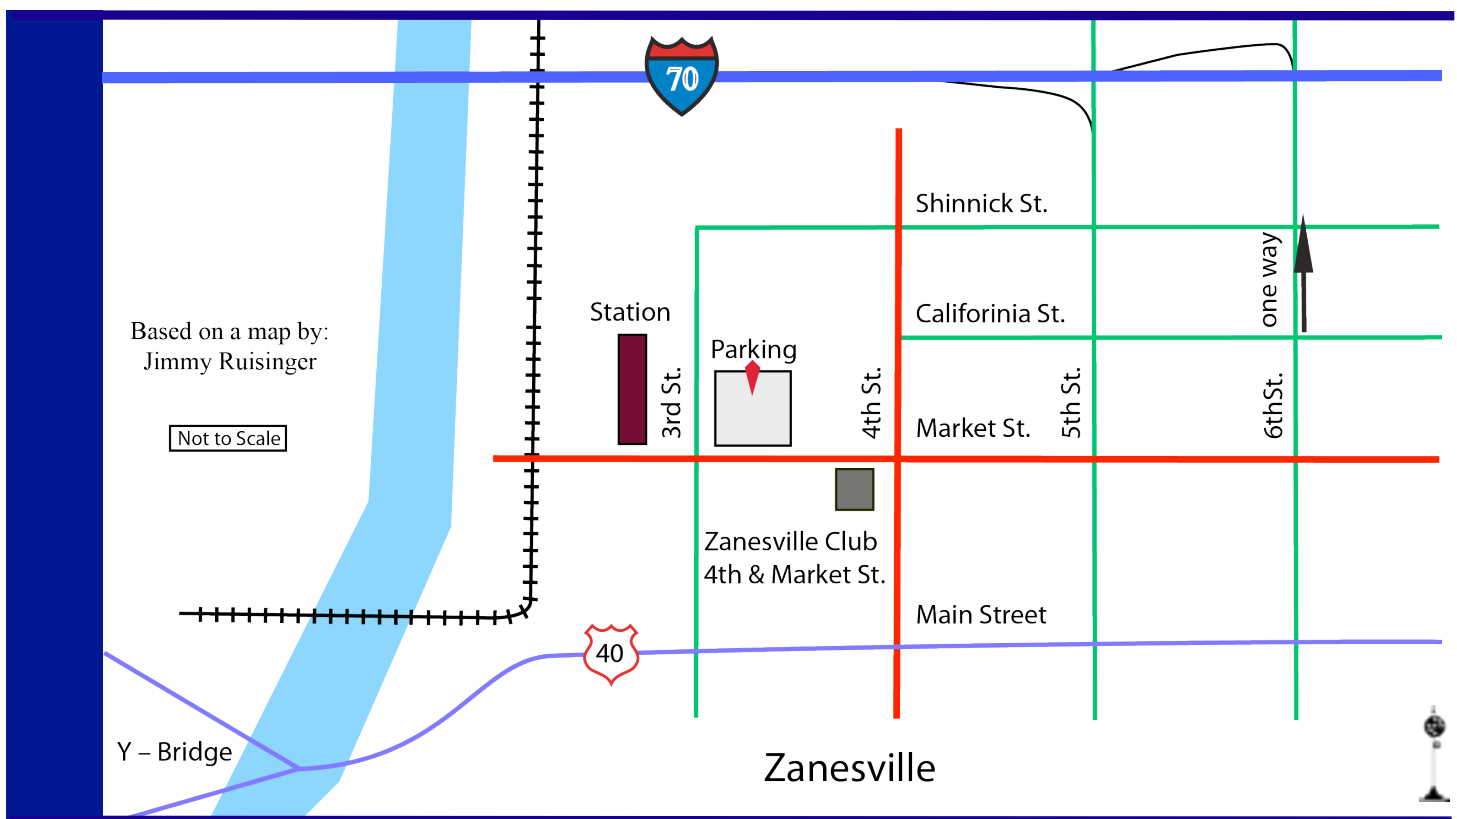 70
Shinnick St.
one way
Station
Califorinia St.
Based on a map by:
Jimmy Ruisinger
Parking
3rd St.
4th St.
5th St.
6thSt.
Market St.
Not to Scale
Zanesville Club
4th & Market St.
Main Street
40
Y – Bridge
Zanesville